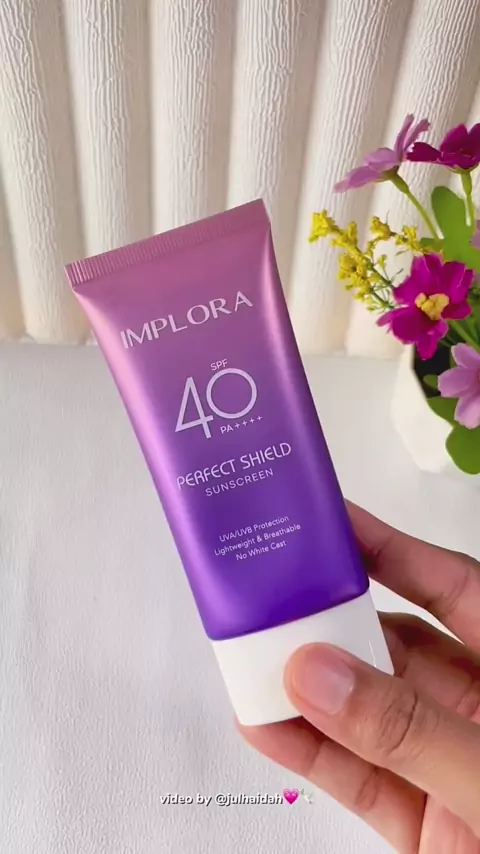 IMPLORA
SPF
40
PA++++
PERFECT SHIELD
SUNSCREEN
UVA/UVB Protection
Lightweight & Breathable
No White Cast
video by @julhaidah💗